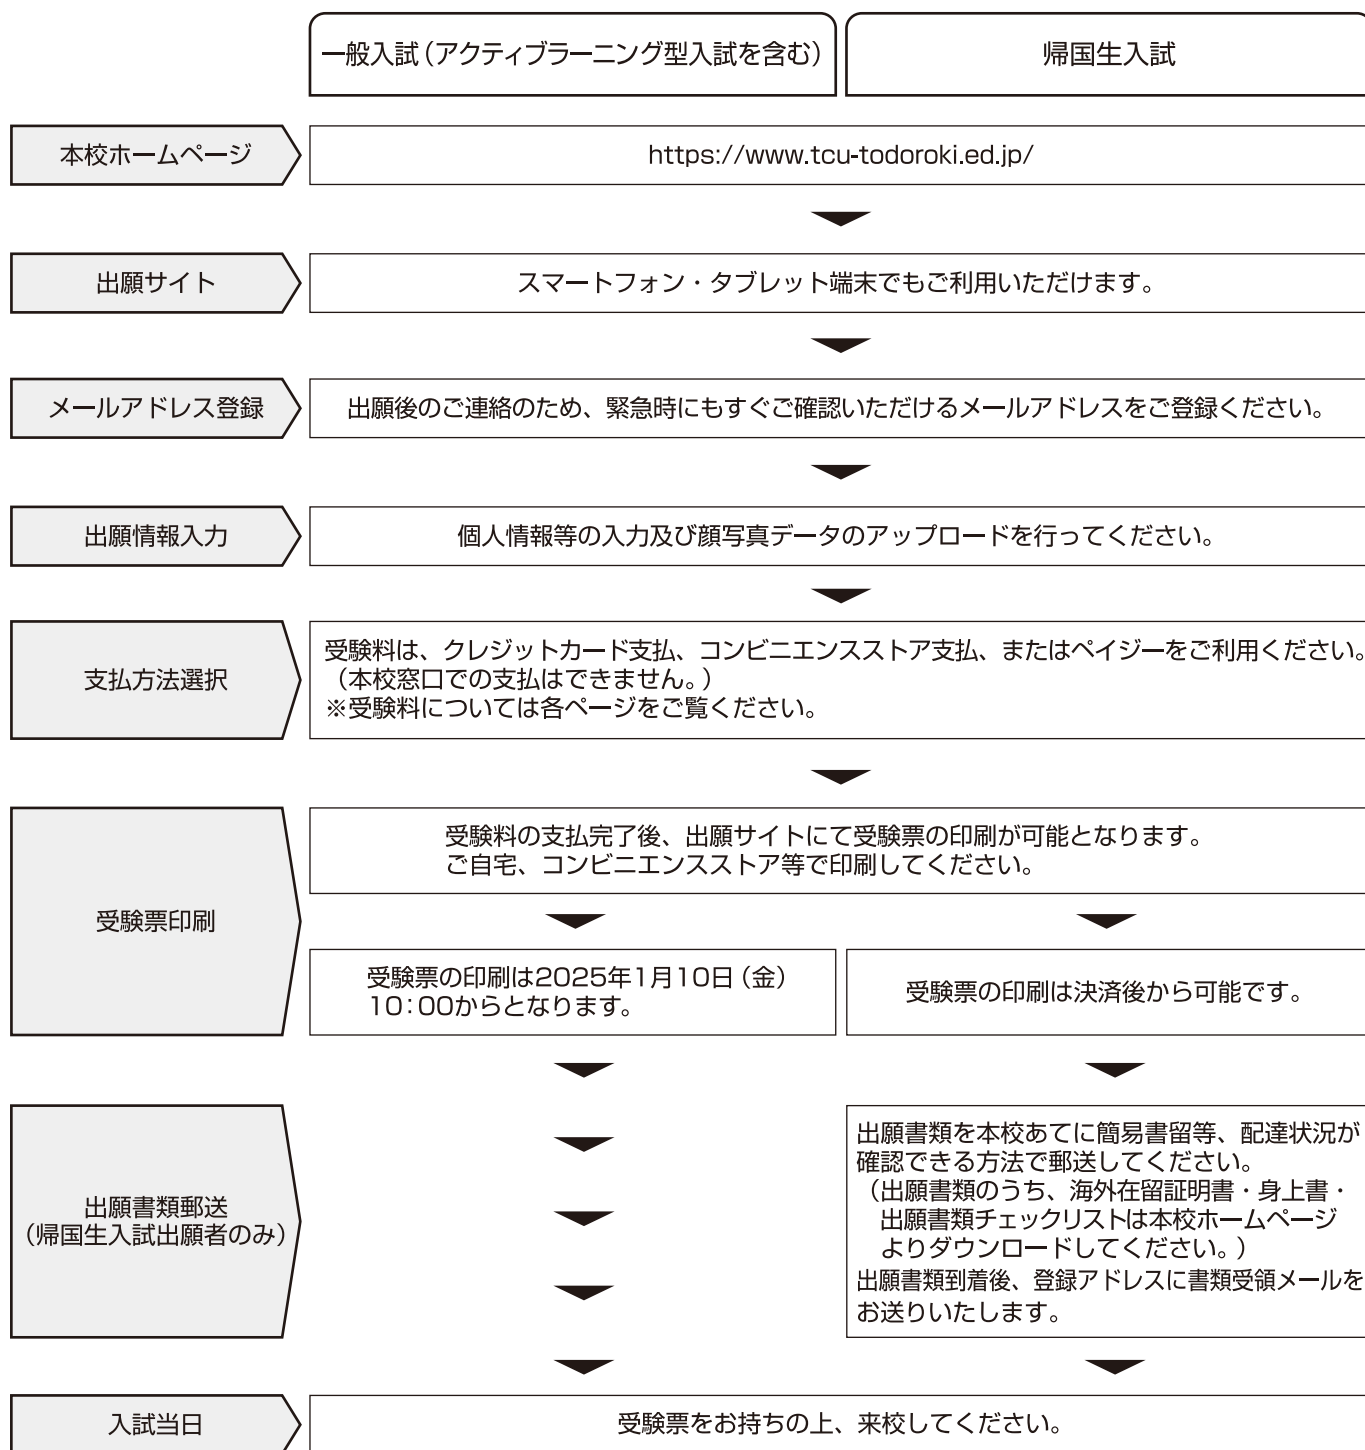 一般入試(アクティブラーニング型入試を含む)
帰国生入試
本校ホームページ
https://www.tcu-todoroki.ed.jp/
出願サイト
スマートフォン・タブレット端末でもご利用いただけます。
メールアドレス登録
出願後のご連絡のため、緊急時にもすぐご確認いただけるメールアドレスをご登録ください。
出願情報入力
個人情報等の入力及び顔写真データのアップロードを行ってください。
支払方法選択
受験料は、クレジットカード支払、コンビニエンスストア支払、またはペイジーをご利用ください。
(本校窓口での支払はできません。)
※受験料については各ページをご覧ください。
受験票印刷
受験料の支払完了後、出願サイトにて受験票の印刷が可能となります。
ご自宅、コンビニエンスストア等で印刷してください。
受験票の印刷は2025年1月10日(金)
10:00からとなります。
受験票の印刷は決済後から可能です。
出願書類郵送
(帰国生入試出願者のみ)
出願書類を本校あてに簡易書留等、配達状況が
確認できる方法で郵送してください。
(出願書類のうち、海外在留証明書・身上書・
出願書類チェックリストは本校ホームページ
よりダウンロードしてください。)
出願書類到着後、登録アドレスに書類受領メールを
お送りいたします。
入試当日
受験票をお持ちの上、来校してください。